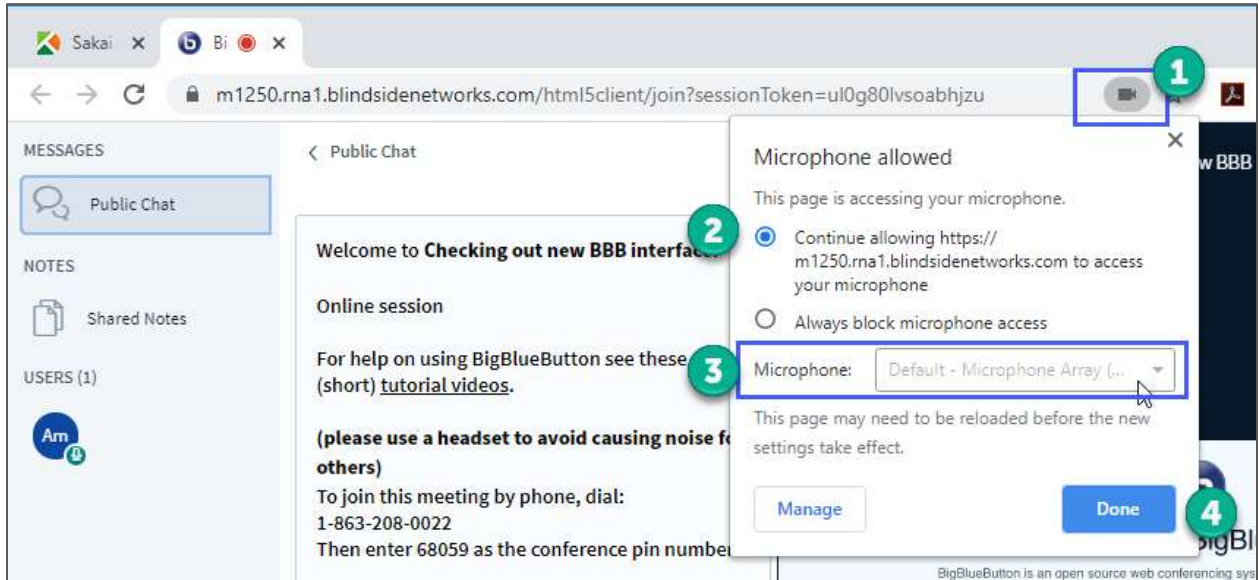 Sakai
Bi
m1250.rna1.blindsidenetworks.com/html5client/join?sessionToken=ul0g80lvsoabhjzu
1
MESSAGES
Public Chat
NOTES
Shared Notes
USERS (1)
Am
Public Chat
Welcome to Checking out new BBB interface!
Online session
For help on using BigBlueButton see these
(short) tutorial videos.
(please use a headset to avoid causing noise fo
others)
To join this meeting by phone, dial:
1-863-208-0022
Then enter 68059 as the conference pin number
Microphone allowed
This page is accessing your microphone.
2
Continue allowing https://
m1250.rna1.blindsidenetworks.com to access
your microphone
Always block microphone access
3
Microphone: Default - Microphone Array (...
This page may need to be reloaded before the new
settings take effect.
Manage
Done
4
w BBB
igBl
BigBlueButton is an open source web conferencing sys